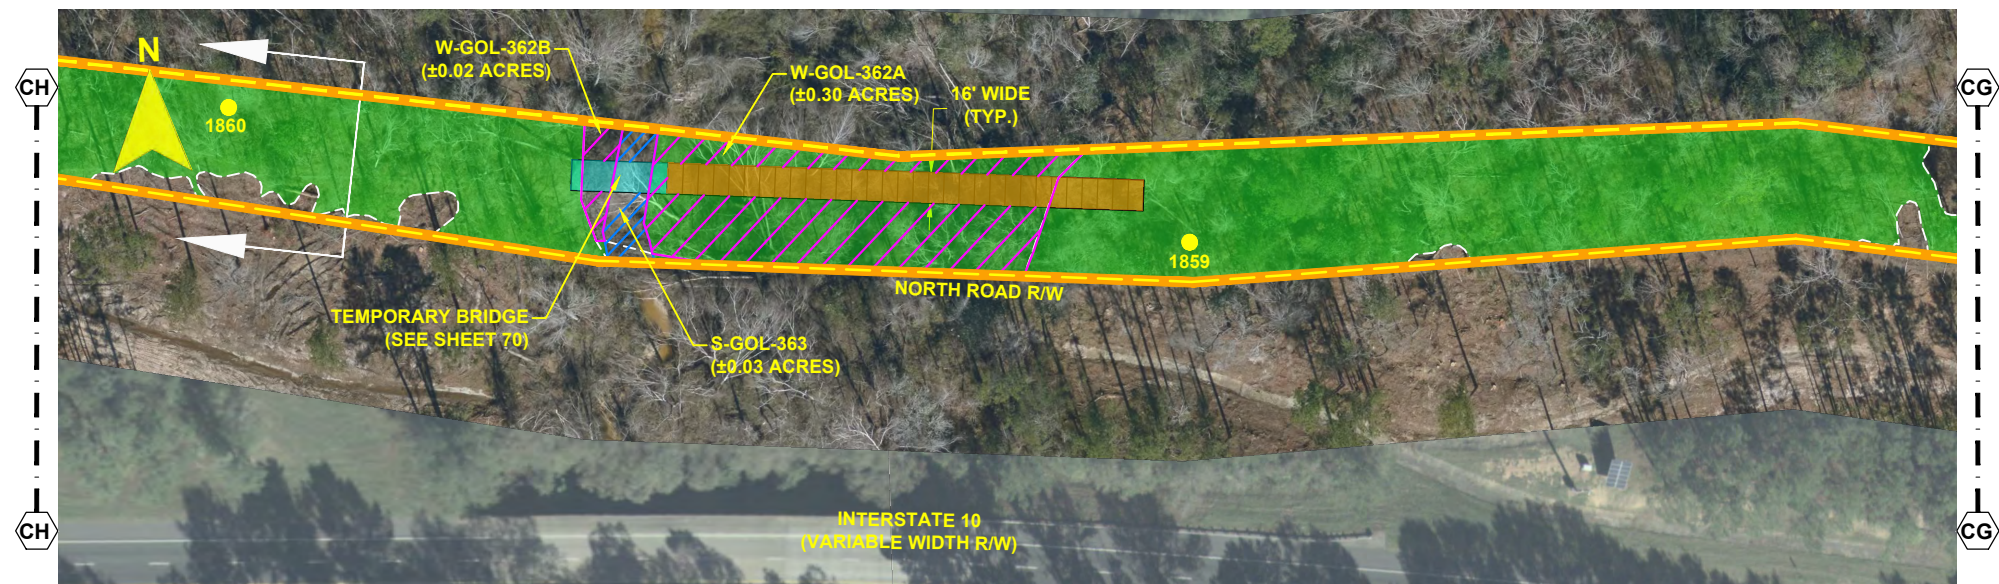 N
CH
1860
W-GOL-362B
(±0.02 ACRES)
W-GOL-362A
(±0.30 ACRES)
16' WIDE
(TYP.)
CG
1859
NORTH ROAD R/W
TEMPORARY BRIDGE
(SEE SHEET 70)
S-GOL-363
(±0.03 ACRES)
INTERSTATE 10
(VARIABLE WIDTH R/W)
CH
CG